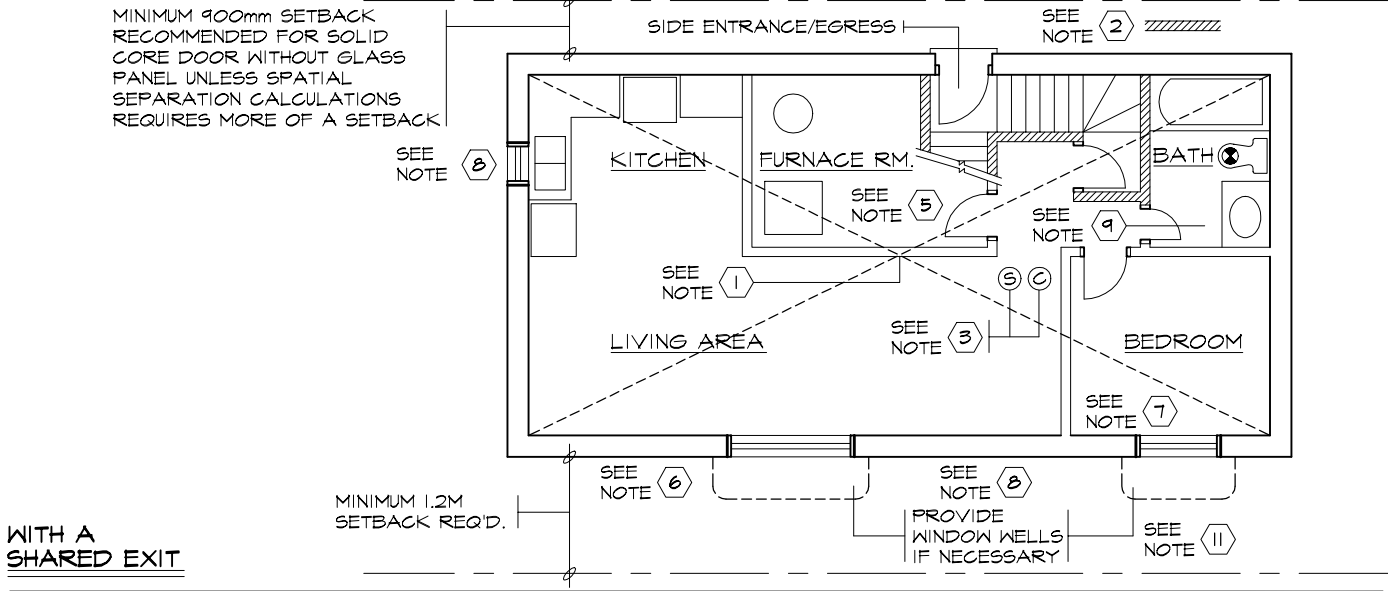 MINIMUM 900mm SETBACK
RECOMMENDED FOR SOLID
CORE DOOR WITHOUT GLASS
PANEL UNLESS SPATIAL
SEPARATION CALCULATIONS
REQUIRES MORE OF A SETBACK
SIDE ENTRANCE/EGRESS
SEE
NOTE 2
SEE
NOTE 8
KITCHEN
FURNACE RM.
BATH
SEE
NOTE 5
SEE
NOTE 9
SEE
NOTE 1
S C
SEE
NOTE 3
LIVING AREA
BEDROOM
SEE
NOTE 7
SEE
NOTE 6
SEE
NOTE 8
MINIMUM 1.2M
SETBACK REQ'D.
PROVIDE
WINDOW WELLS
IF NECESSARY
SEE
NOTE 11
WITH A
SHARED EXIT